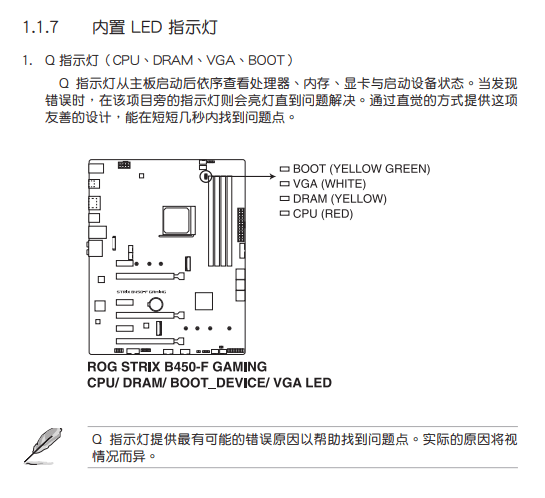 1.1.7 内置 LED 指示灯
1. Q 指示灯（CPU、DRAM、VGA、BOOT）
Q 指示灯从主板启动后依序查看处理器、内存、显卡与启动设备状态。当发现
错误时，在该项目旁的指示灯则会亮灯直到问题解决。通过直觉的方式提供这项
友善的设计，能在短短几秒内找到问题点。
BOOT (YELLOW GREEN)
VGA (WHITE)
DRAM (YELLOW)
CPU (RED)
STRIX B450-F GAMING
ROG STRIX B450-F GAMING
CPU/ DRAM/ BOOT_DEVICE/ VGA LED
Q 指示灯提供最有可能的错误原因以帮助找到问题点。实际的原因将视
情况而异。